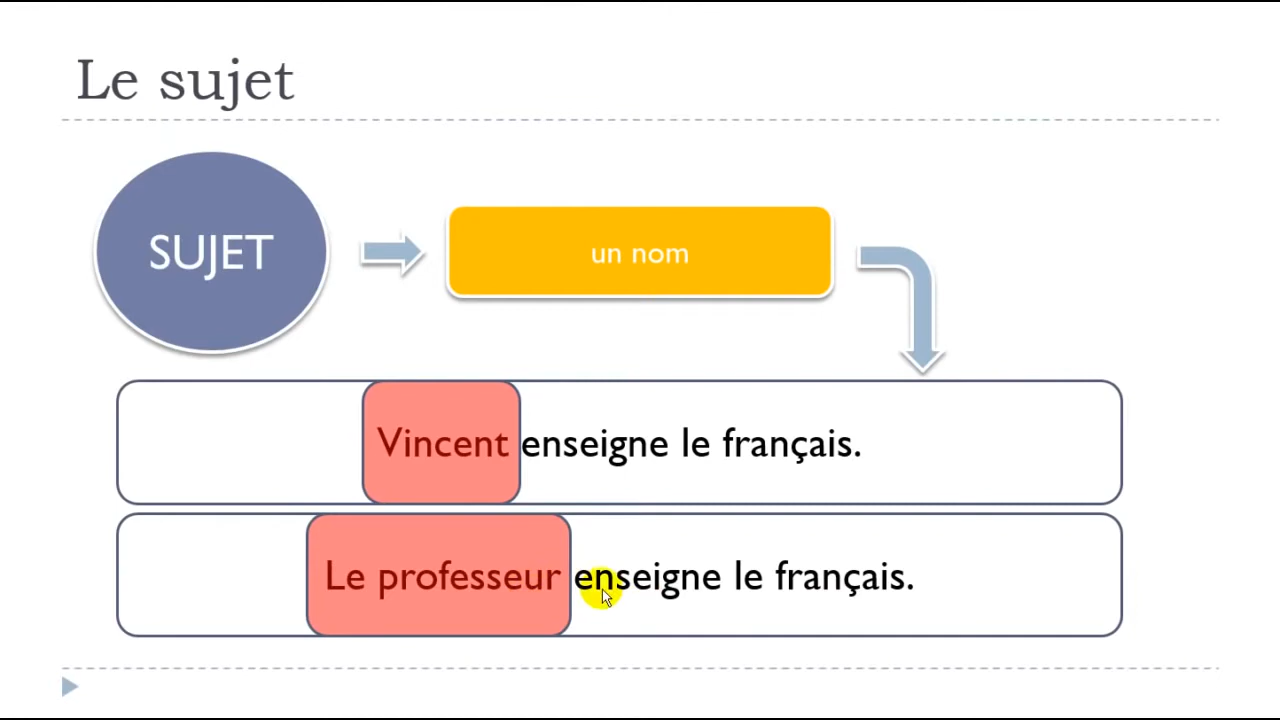 Le sujet
SUJET
un nom
Vincent enseigne le français.
Le professeur enseigne le français.